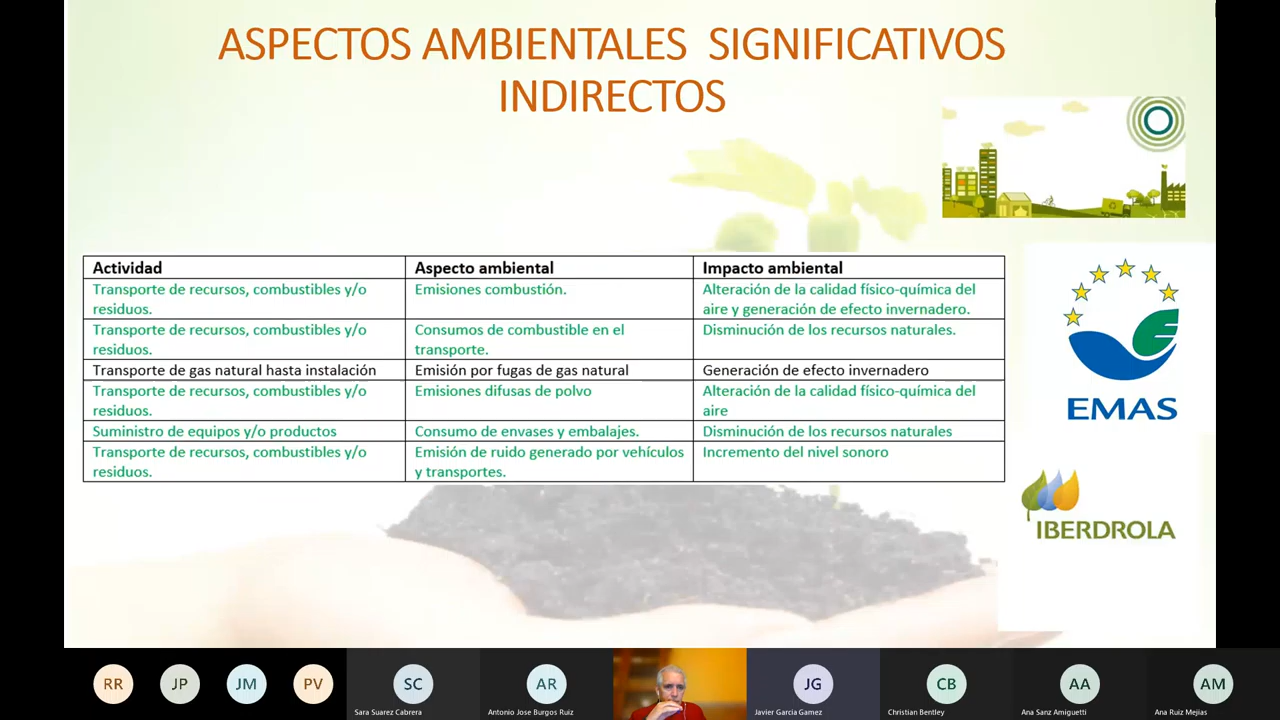 ASPECTOS AMBIENTALES SIGNIFICATIVOS
INDIRECTOS
Actividad
Aspecto ambiental
Impacto ambiental
Transporte de recursos, combustibles y/o
residuos.
Emisiones combustión.
Alteración de la calidad físico-química del
aire y generación de efecto invernadero.
Transporte de recursos, combustibles y/o
residuos.
Consumos de combustible en el
transporte.
Disminución de los recursos naturales.
Transporte de gas natural hasta instalación
Emisión por fugas de gas natural
Generación de efecto invernadero
Transporte de recursos, combustibles y/o
residuos.
Emisiones difusas de polvo
Alteración de la calidad físico-química del
aire
Suministro de equipos y/o productos
Consumo de envases y embalajes.
Disminución de los recursos naturales
Transporte de recursos, combustibles y/o
residuos.
Emisión de ruido generado por vehículos
y transportes.
Incremento del nivel sonoro
EMAS
IBERDROLA
RR
JP
JM
PV
SC
Sara Suarez Cabrera
AR
Antonio Jose Burgos Ruiz
JG
Javier Garcia Gamez
CB
Christian Bentley
AA
Ana Sanz Amiguetti
AM
Ana Ruiz Mejias